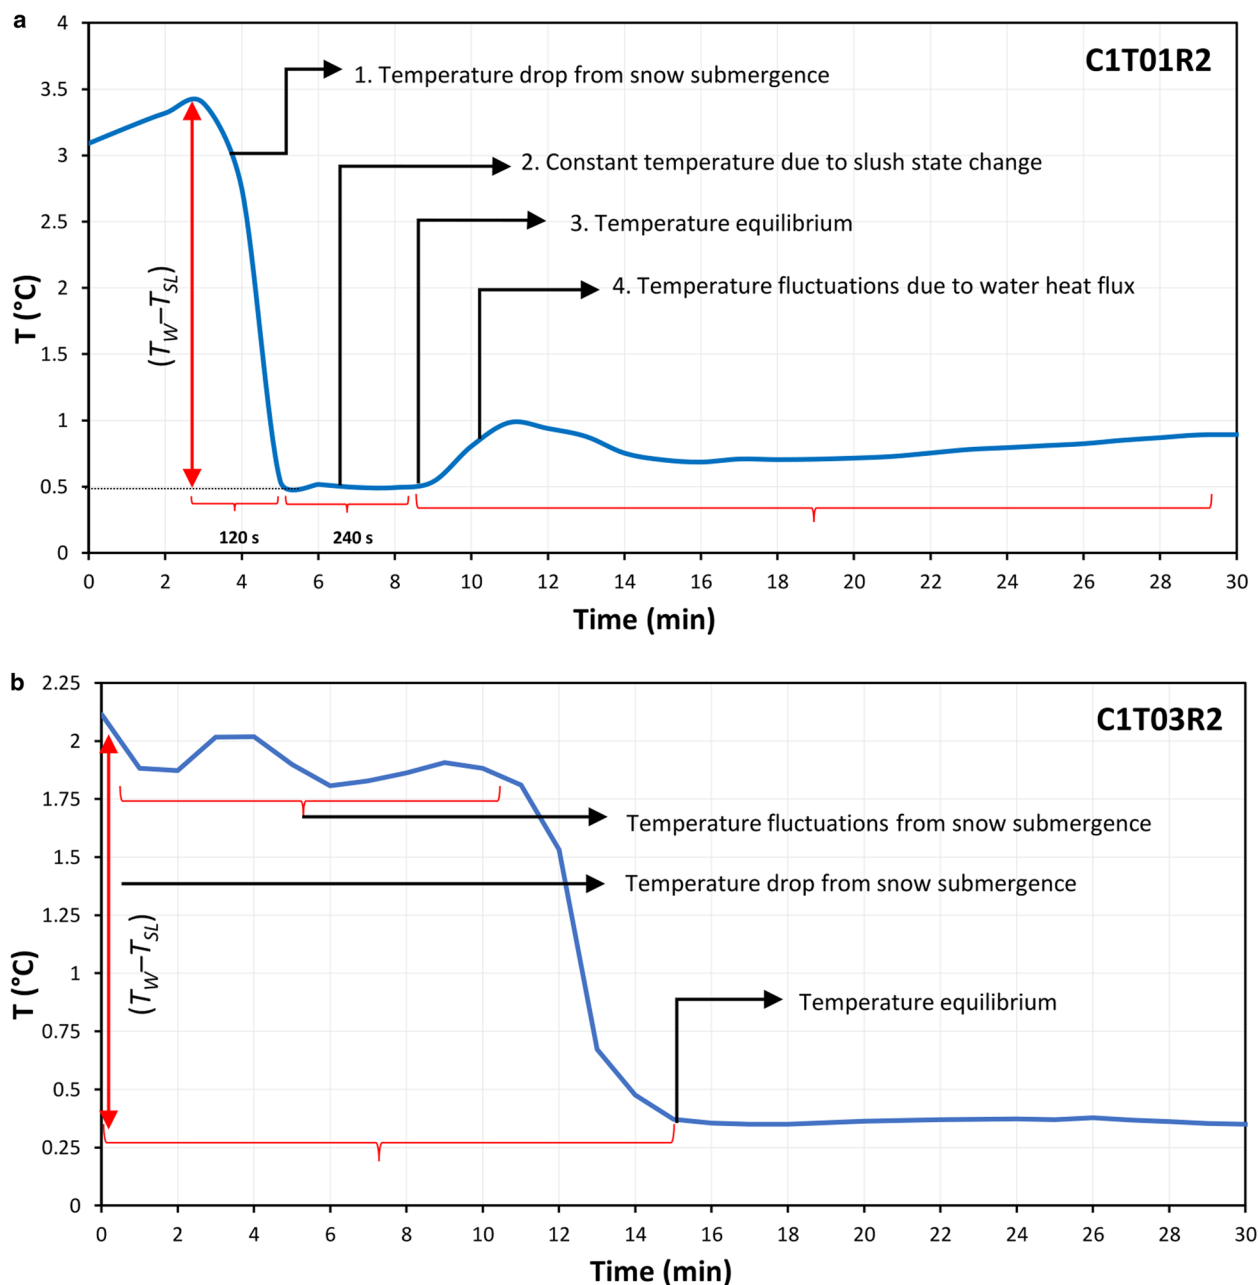 a
C1T01R2
4
3.5
3
2.5
2
1.5
1
0.5
0
T (°C)
1. Temperature drop from snow submergence
2. Constant temperature due to slush state change
3. Temperature equilibrium
4. Temperature fluctuations due to water heat flux
(T_W–T_SL)
120 s
240 s
0 2 4 6 8 10 12 14 16 18 20 22 24 26 28 30
Time (min)
b
C1T03R2
2.25
2
1.75
1.5
1.25
1
0.75
0.5
0.25
0
T (°C)
Temperature fluctuations from snow submergence
Temperature drop from snow submergence
(T_W–T_SL)
Temperature equilibrium
0 2 4 6 8 10 12 14 16 18 20 22 24 26 28 30
Time (min)